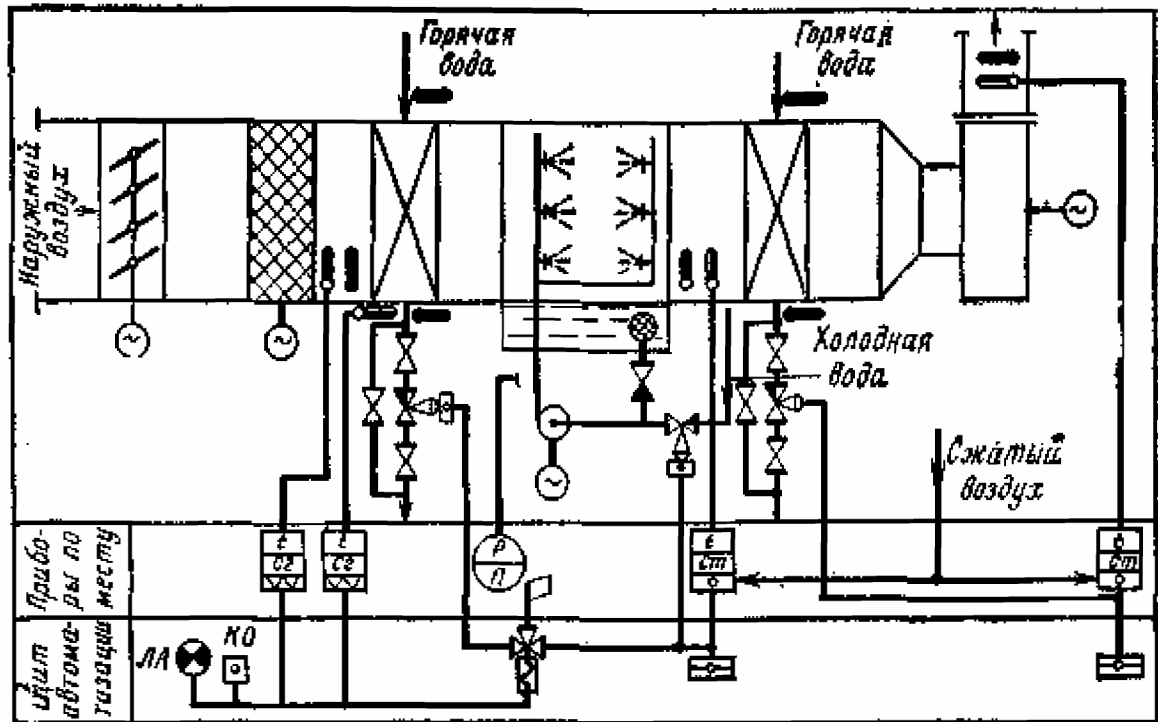 Горячая
вода
Горячая
вода
Наружный
воздух
Холодная
вода
Сжатый
воздух
Прибо-
ры по
месту
t
сг
t
сг
Р
П
t
ст
t
ст
Щит
автома-
тизации
ЛА
КО